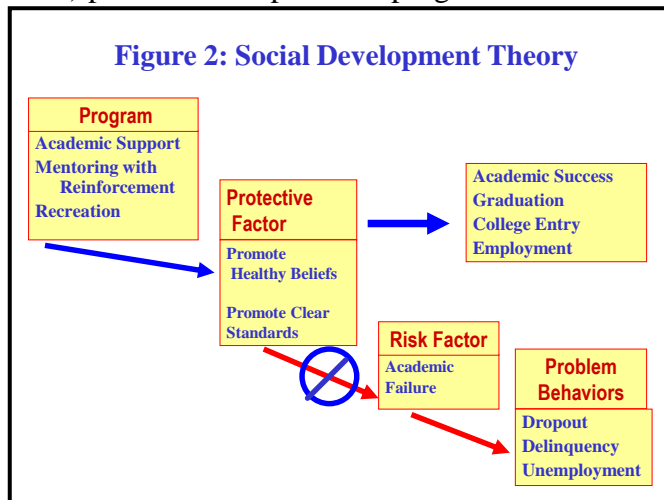 Figure 2: Social Development Theory
Program
Academic Support
Mentoring with
Reinforcement
Recreation
Protective
Factor
Promote
Healthy Beliefs
Promote Clear
Standards
Academic Success
Graduation
College Entry
Employment
Risk Factor
Academic
Failure
Problem
Behaviors
Dropout
Delinquency
Unemployment